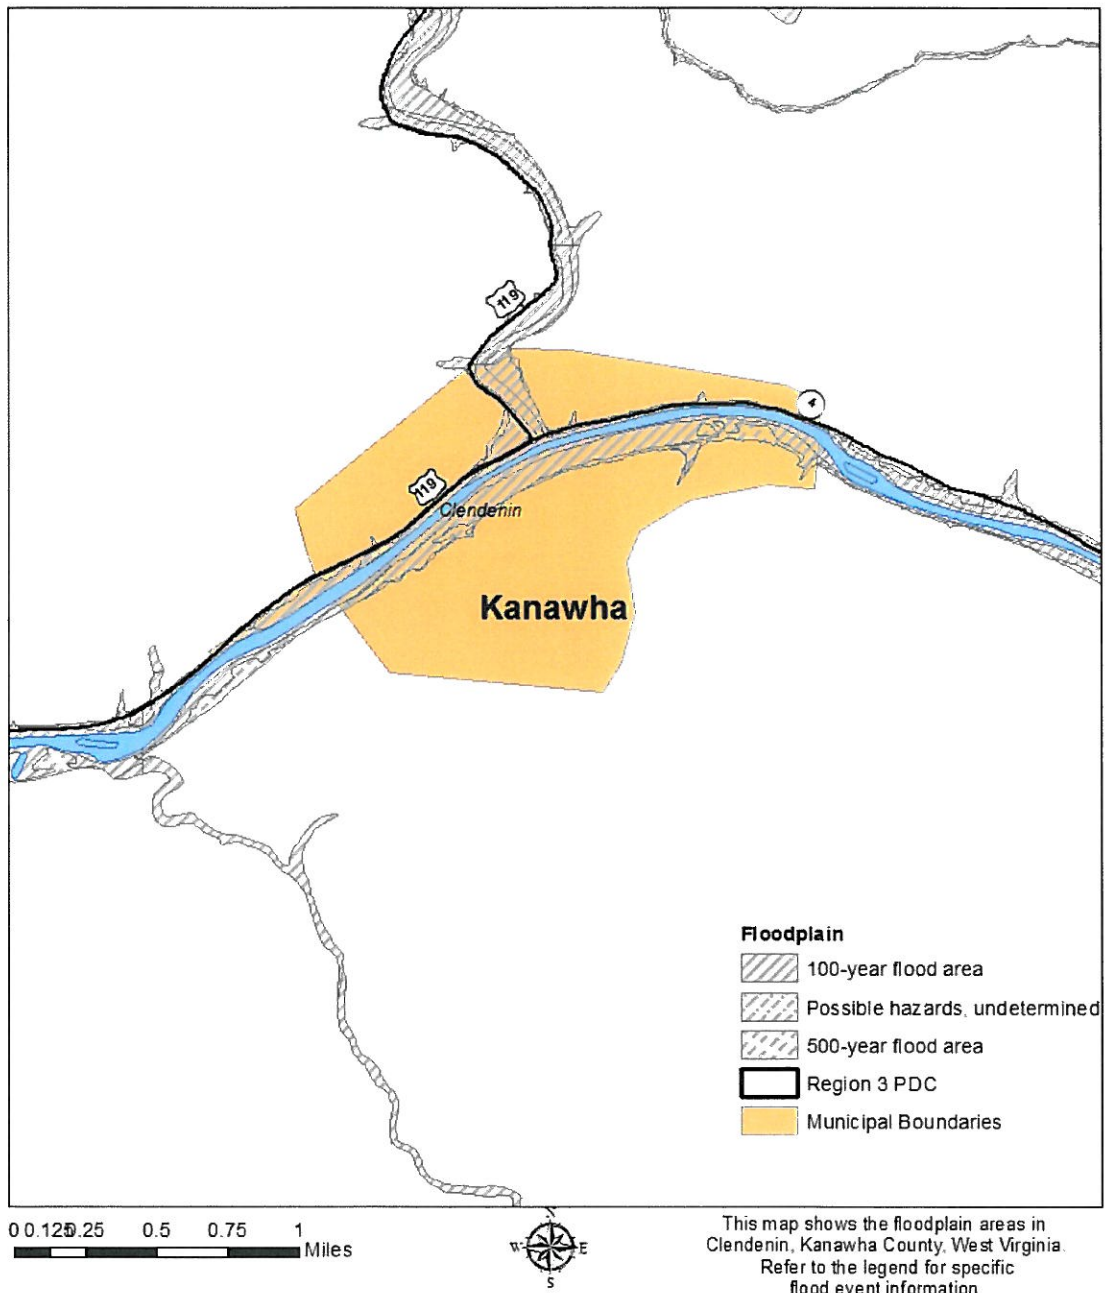 119
4
119
Clendenin
Kanawha
Floodplain
100-year flood area
Possible hazards, undetermined
500-year flood area
Region 3 PDC
Municipal Boundaries
0 0.125 0.25 0.5 0.75 1
Miles
N
W E
S
This map shows the floodplain areas in
Clendenin, Kanawha County, West Virginia.
Refer to the legend for specific
flood event information